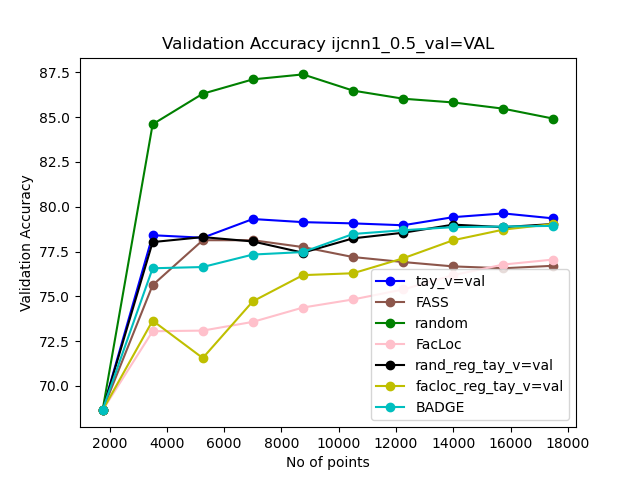 Validation Accuracy ijcnn1_0.5_val=VAL
Validation Accuracy
87.5
85.0
82.5
80.0
77.5
75.0
72.5
70.0
tay_v=val
FASS
random
FacLoc
rand_reg_tay_v=val
facloc_reg_tay_v=val
BADGE
2000 4000 6000 8000 10000 12000 14000 16000 18000
No of points